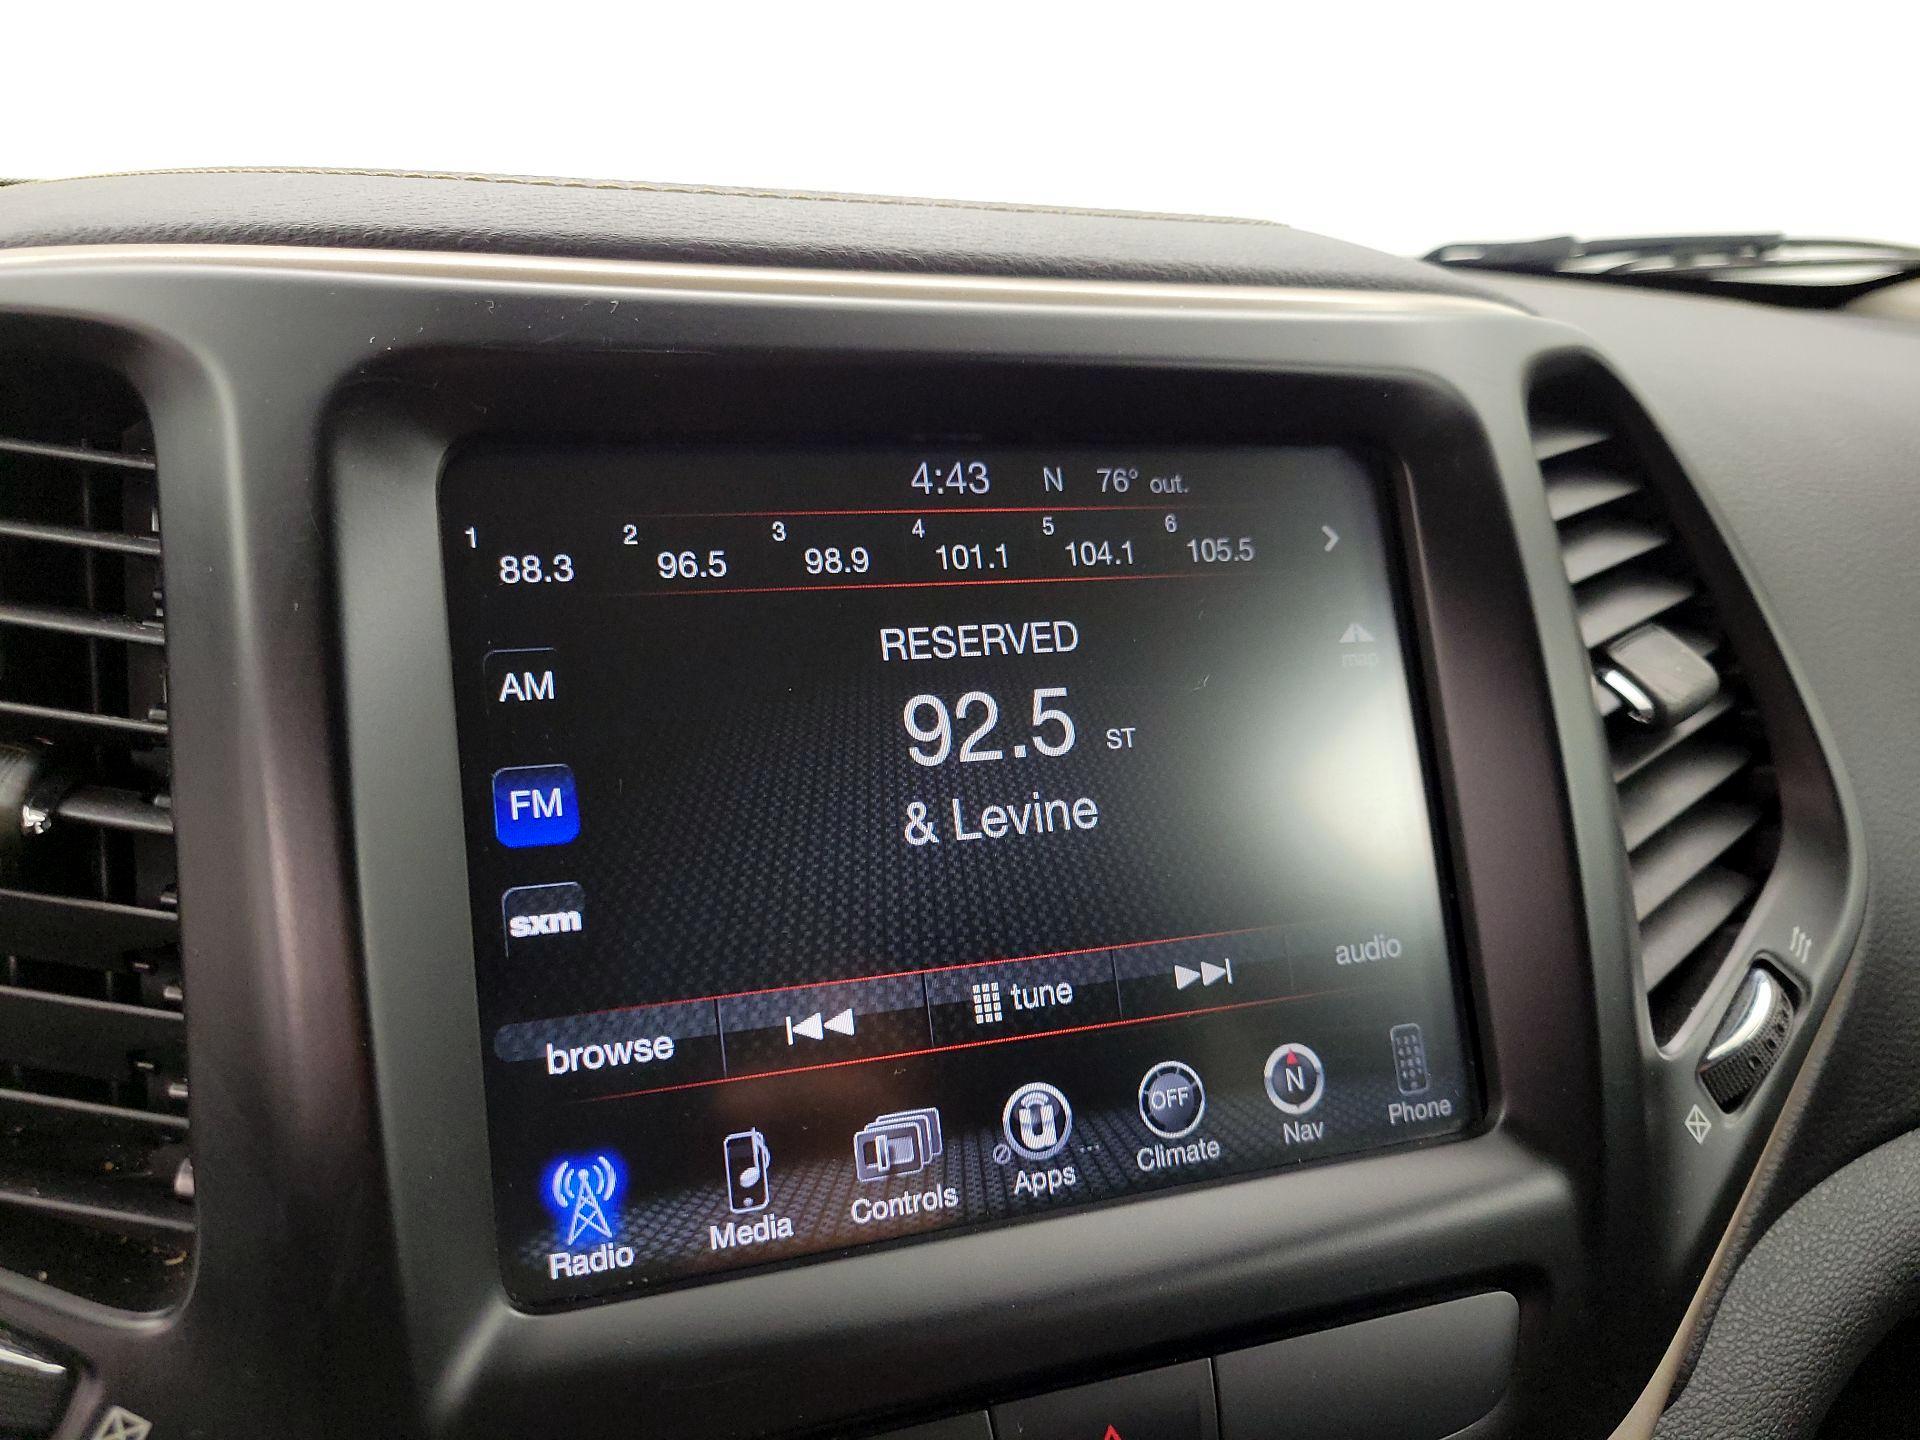 4:43 N 76° out.
1 88.3 2 96.5 3 98.9 4 101.1 5 104.1 6 105.5
RESERVED
map
AM
92.5 ST
FM
& Levine
sxm
browse tune audio
OFF N
Radio Media Controls Apps Climate Nav Phone